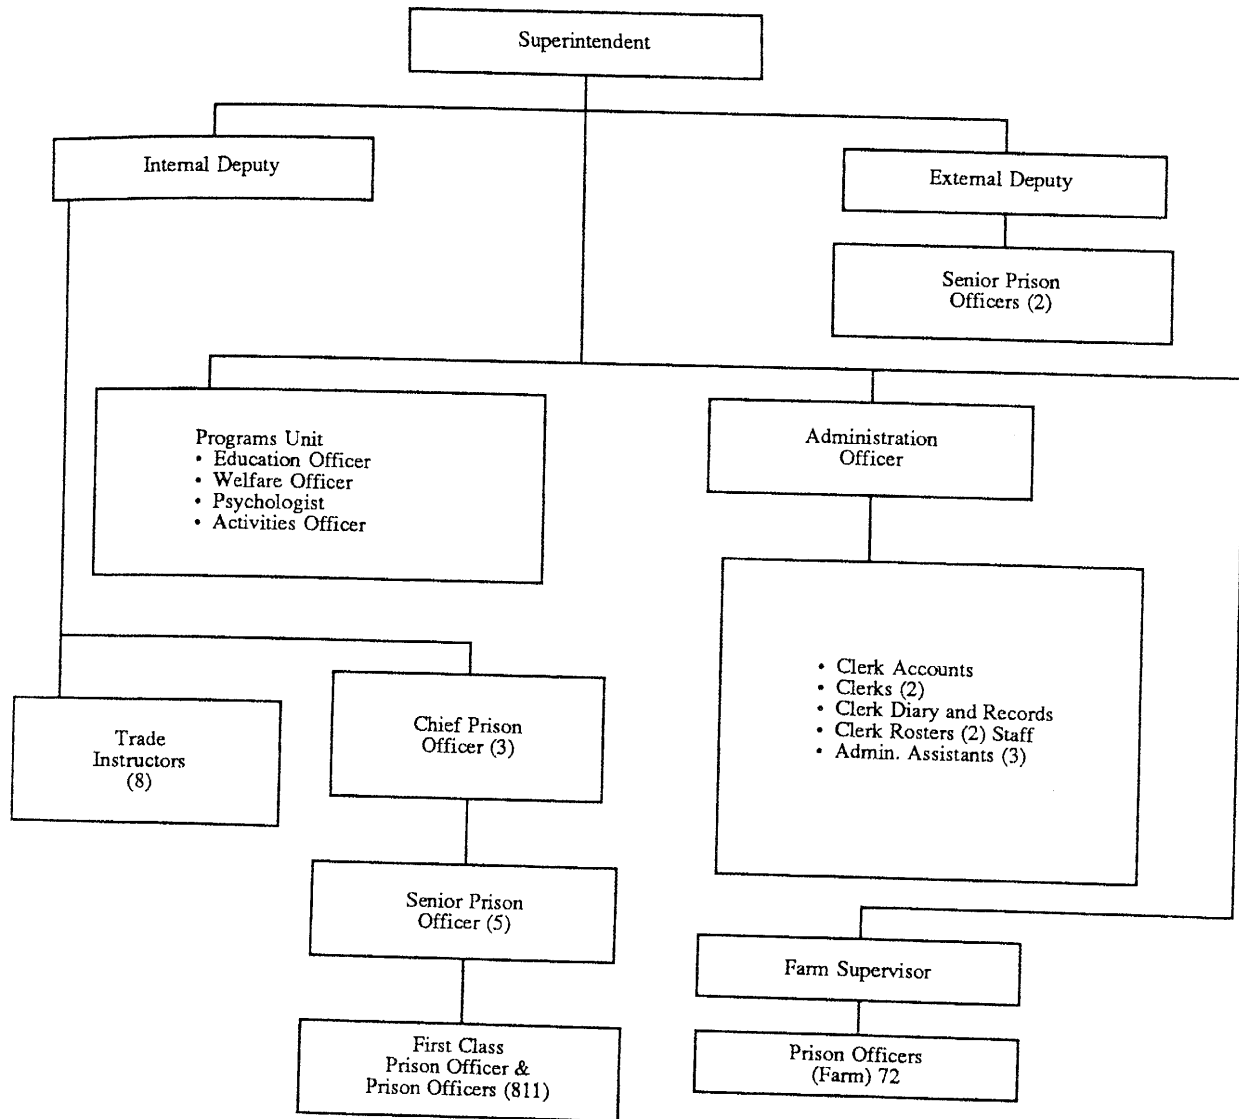 Superintendent
Internal Deputy
External Deputy
Senior Prison
Officers (2)
Programs Unit
• Education Officer
• Welfare Officer
• Psychologist
• Activities Officer
Administration
Officer
• Clerk Accounts
• Clerks (2)
• Clerk Diary and Records
• Clerk Rosters (2) Staff
• Admin. Assistants (3)
Trade
Instructors
(8)
Chief Prison
Officer (3)
Senior Prison
Officer (5)
Farm Supervisor
First Class
Prison Officer &
Prison Officers (811)
Prison Officers
(Farm) 72